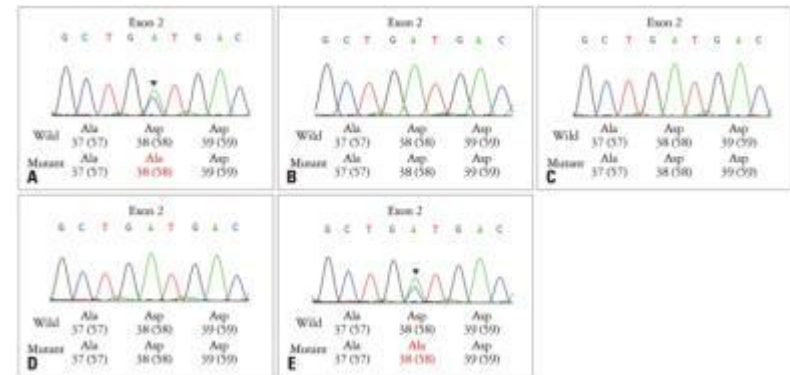 Exon 2
G C T G A T G A C
Ala Asp Asp
Wild 37 (57) 38 (58) 39 (59)
Mutant Ala Ala Asp
37 (57) 38 (58) 39 (59)
A
Exon 2
G C T G A T G A C
Ala Asp Asp
Wild 37 (57) 38 (58) 39 (59)
Mutant Ala Asp Asp
37 (57) 38 (58) 39 (59)
B
Exon 2
G C T G A T G A C
Ala Asp Asp
Wild 37 (57) 38 (58) 39 (59)
Mutant Ala Asp Asp
37 (57) 38 (58) 39 (59)
C
Exon 2
G C T G A T G A C
Ala Asp Asp
Wild 37 (57) 38 (58) 39 (59)
Mutant Ala Asp Asp
37 (57) 38 (58) 39 (59)
D
Exon 2
G C T G A T G A C
Ala Asp Asp
Wild 37 (57) 38 (58) 39 (59)
Mutant Ala Ala Asp
37 (57) 38 (58) 39 (59)
E